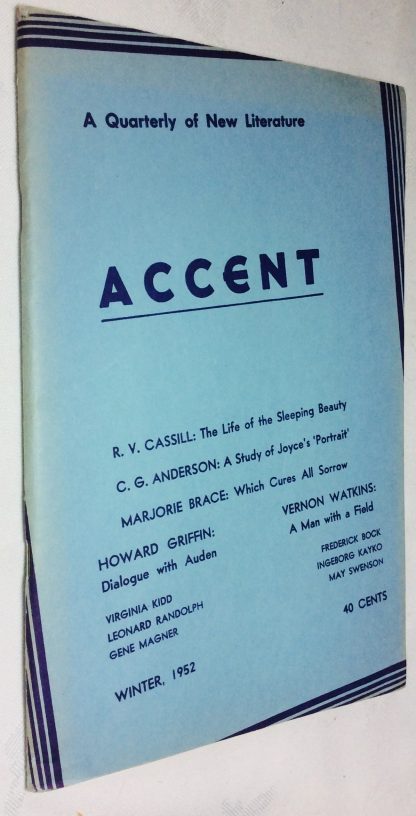 A Quarterly of New Literature
ACCENT
R. V. CASSILL: The Life of the Sleeping Beauty
C. G. ANDERSON: A Study of Joyce's 'Portrait'
MARJORIE BRACE: Which Cures All Sorrow
HOWARD GRIFFIN:
Dialogue with Auden
VERNON WATKINS:
A Man with a Field
VIRGINIA KIDD
LEONARD RANDOLPH
GENE MAGNER
FREDERICK BOCK
INGEBORG KAYKO
MAY SWENSON
WINTER, 1952
40 CENTS